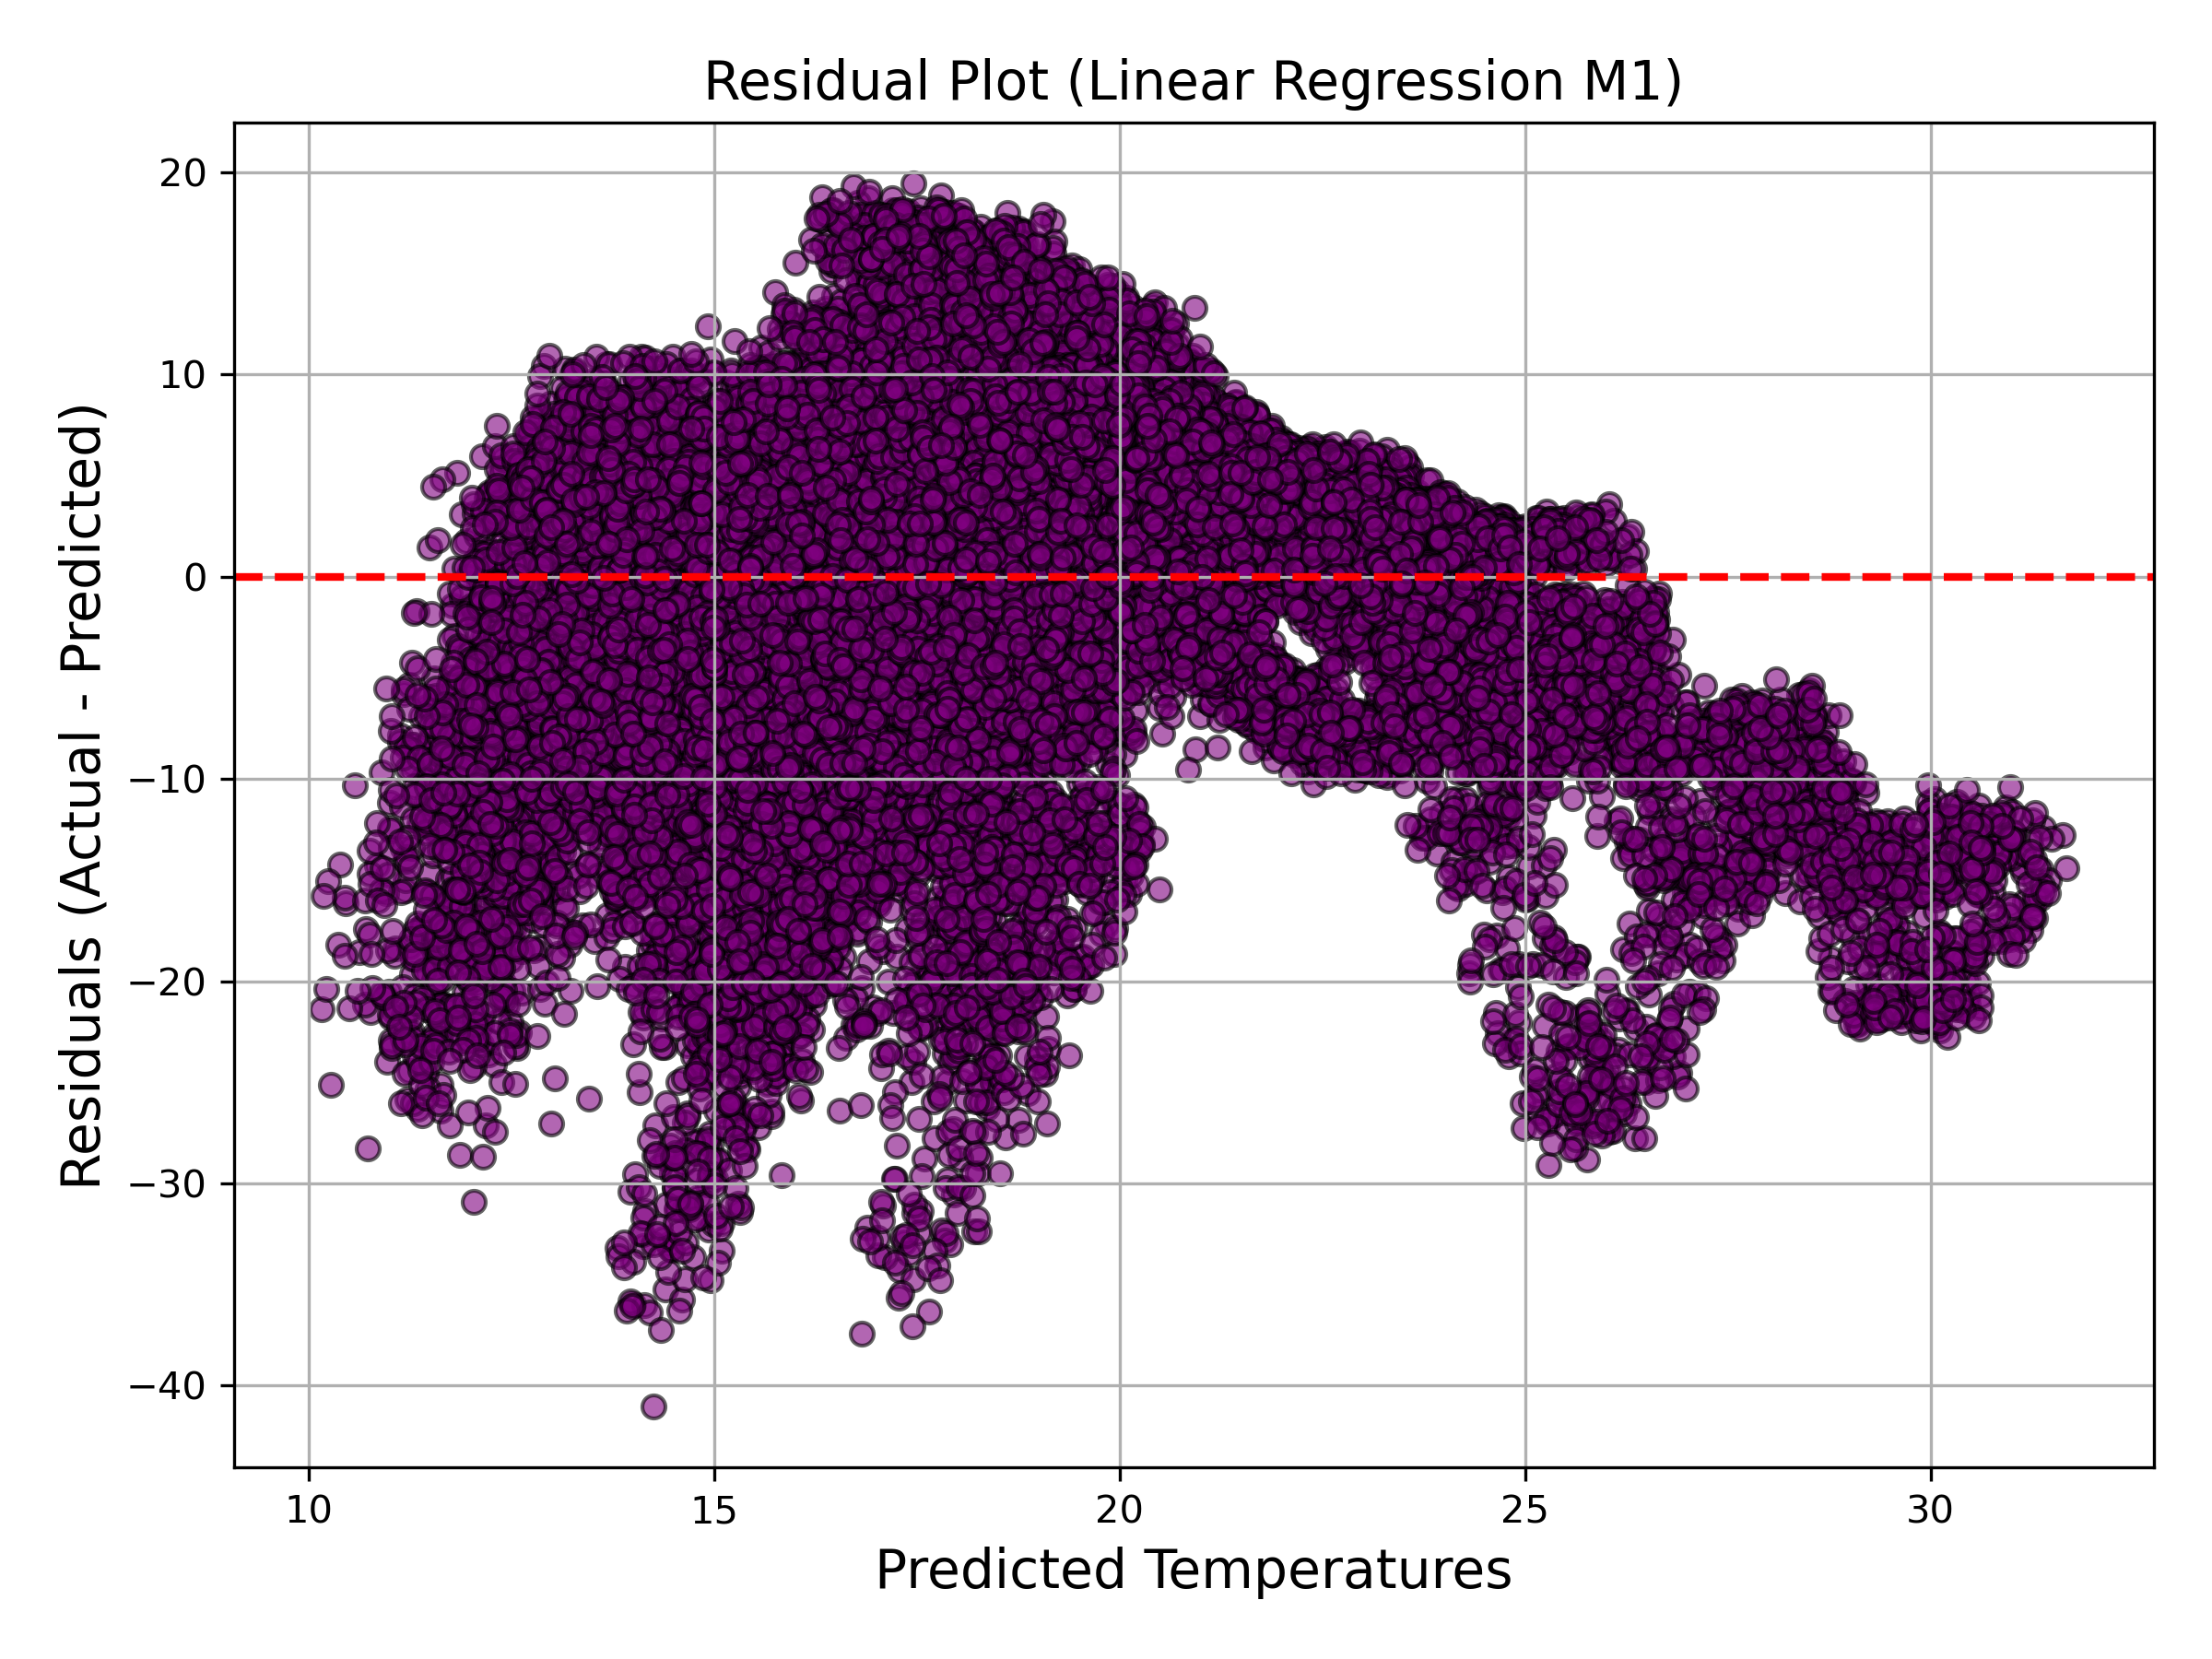 Residual Plot (Linear Regression M1)
Residuals (Actual - Predicted)
20
10
0
−10
−20
−30
−40
10 15 20 25 30
Predicted Temperatures